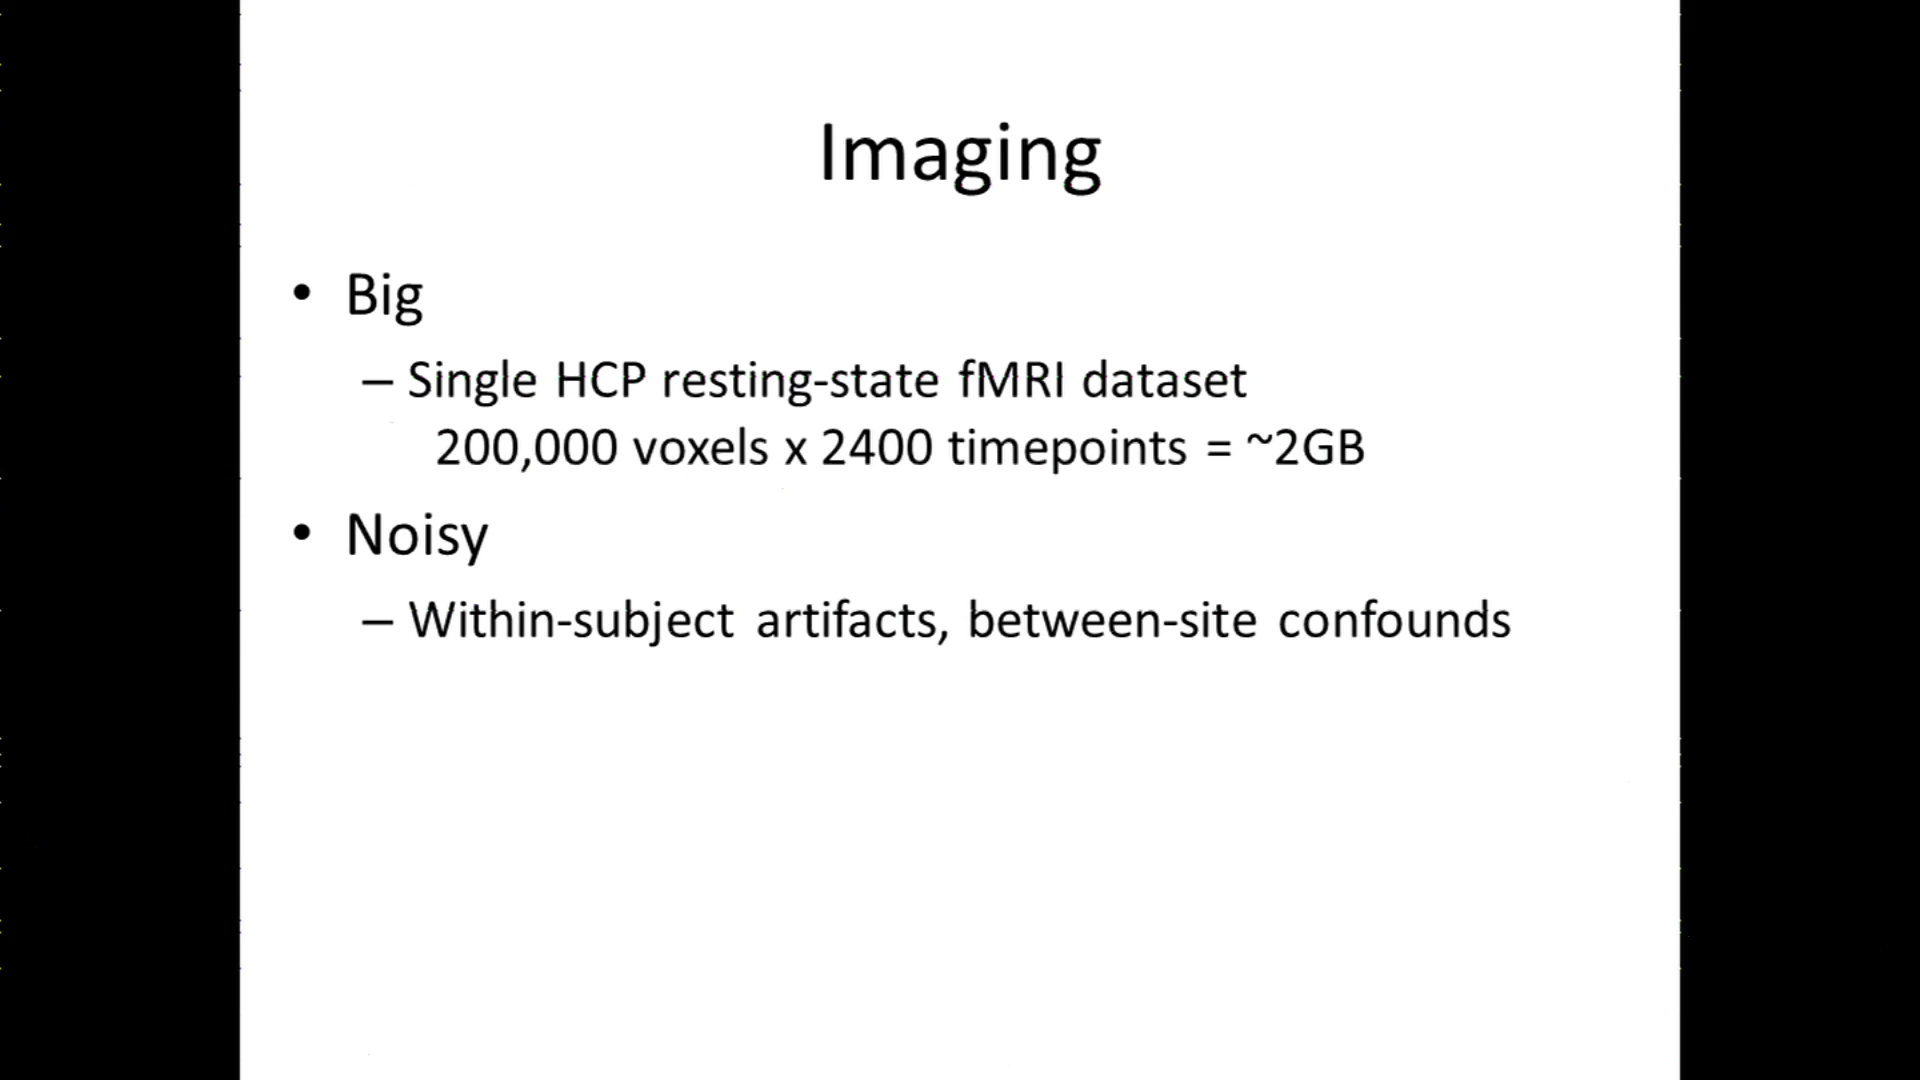 Imaging
• Big
– Single HCP resting-state fMRI dataset
200,000 voxels x 2400 timepoints = ~2GB
• Noisy
– Within-subject artifacts, between-site confounds